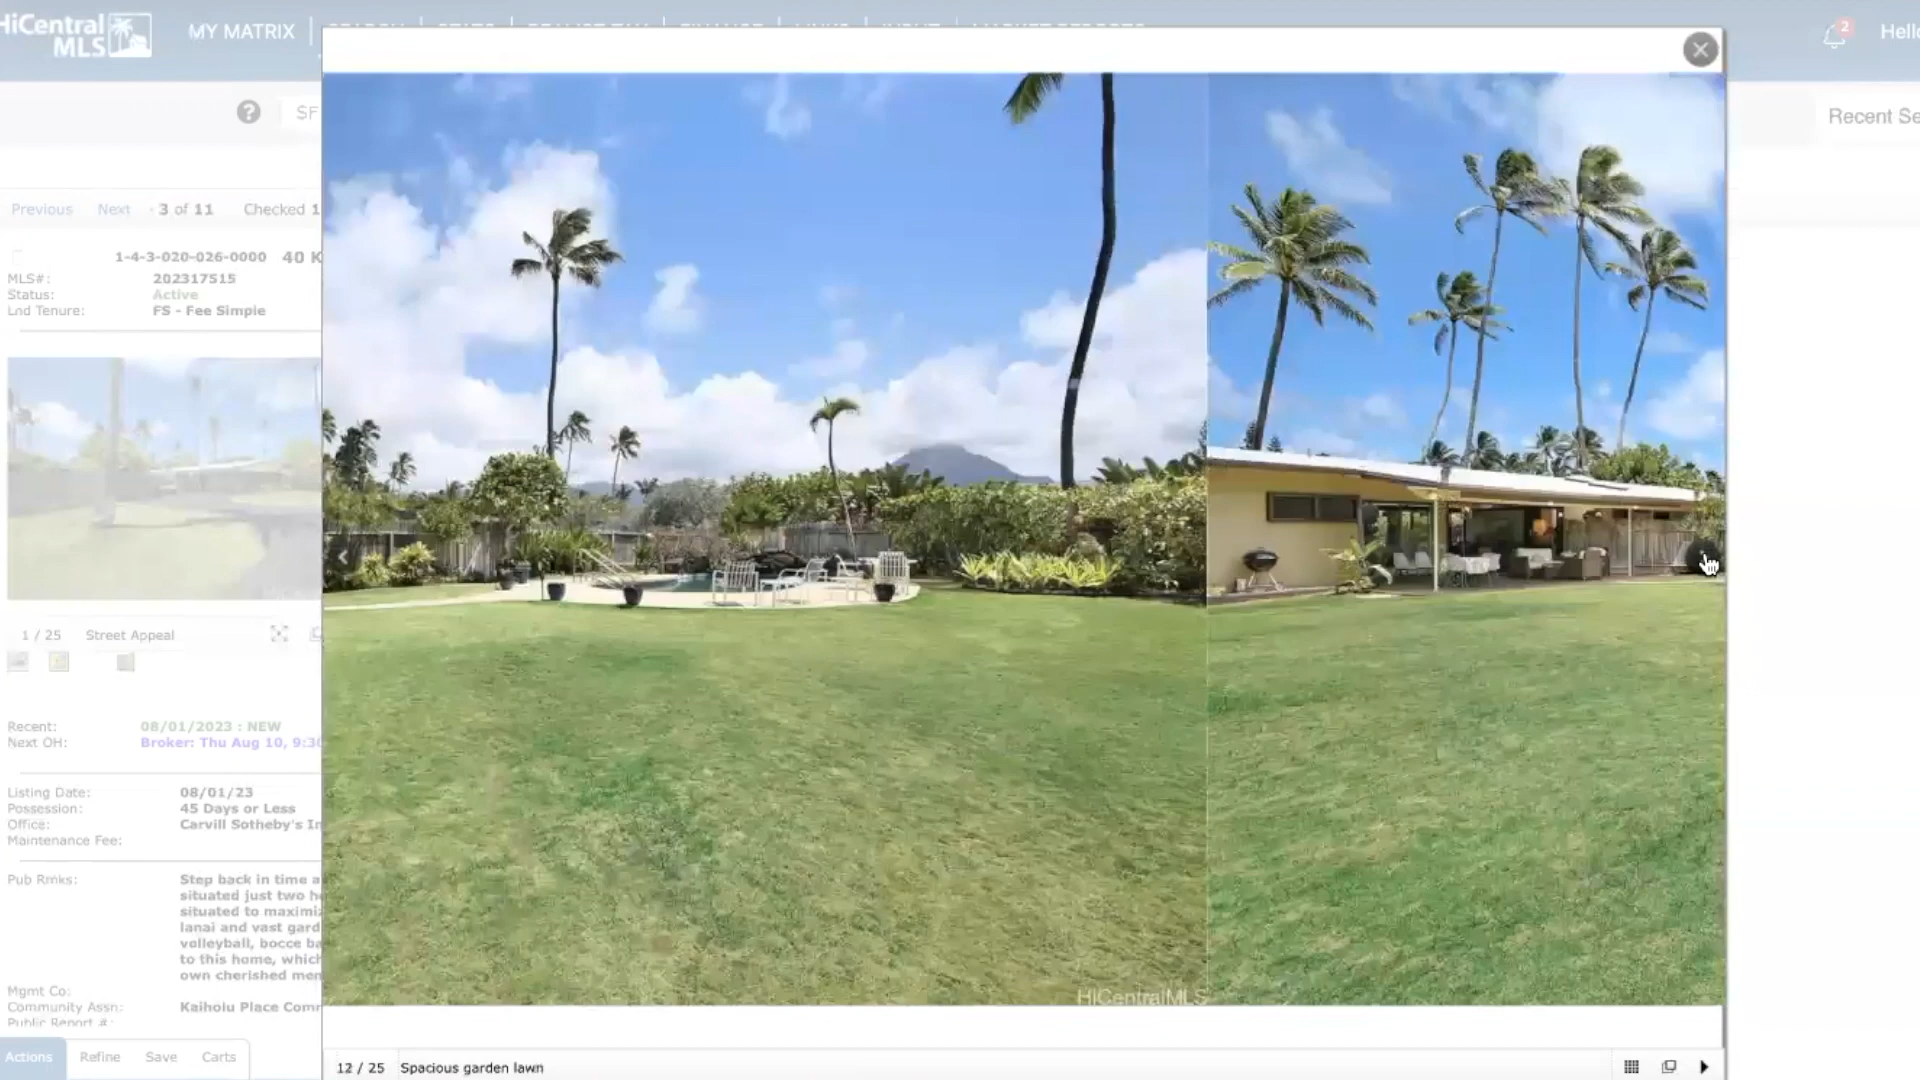 HiCentral
MLS
MY MATRIX
2
Hello
?
Recent Se
Previous Next · 3 of 11 Checked 1
1-4-3-020-026-0000 40 K
MLS#: 202317515
Status: Active
Lnd Tenure: FS - Fee Simple
1 / 25 Street Appeal
Recent: 08/01/2023 : NEW
Next OH: Broker: Thu Aug 10, 9:30
Listing Date: 08/01/23
Possession: 45 Days or Less
Office: Carvill Sotheby's In
Maintenance Fee:
Pub Rmks: Step back in time a
situated just two ho
situated to maximiz
lanai and vast gard
volleyball, bocce ba
to this home, which
own cherished mem
Mgmt Co:
Community Assn: Kaiholu Place Comm
Public Report #:
Actions Refine Save Carts
HICentralMLS
12 / 25 Spacious garden lawn